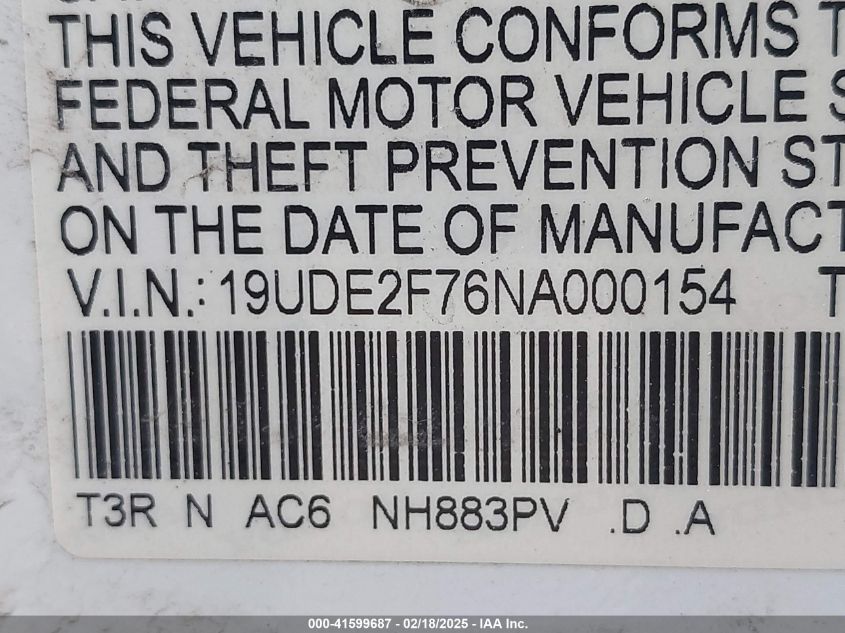 THIS VEHICLE CONFORMS T
FEDERAL MOTOR VEHICLE S
AND THEFT PREVENTION ST
ON THE DATE OF MANUFACT
V.I.N.: 19UDE2F76NA000154 T
T3R N AC6 NH883PV .D .A
000-41599687 - 02/18/2025 - IAA Inc.